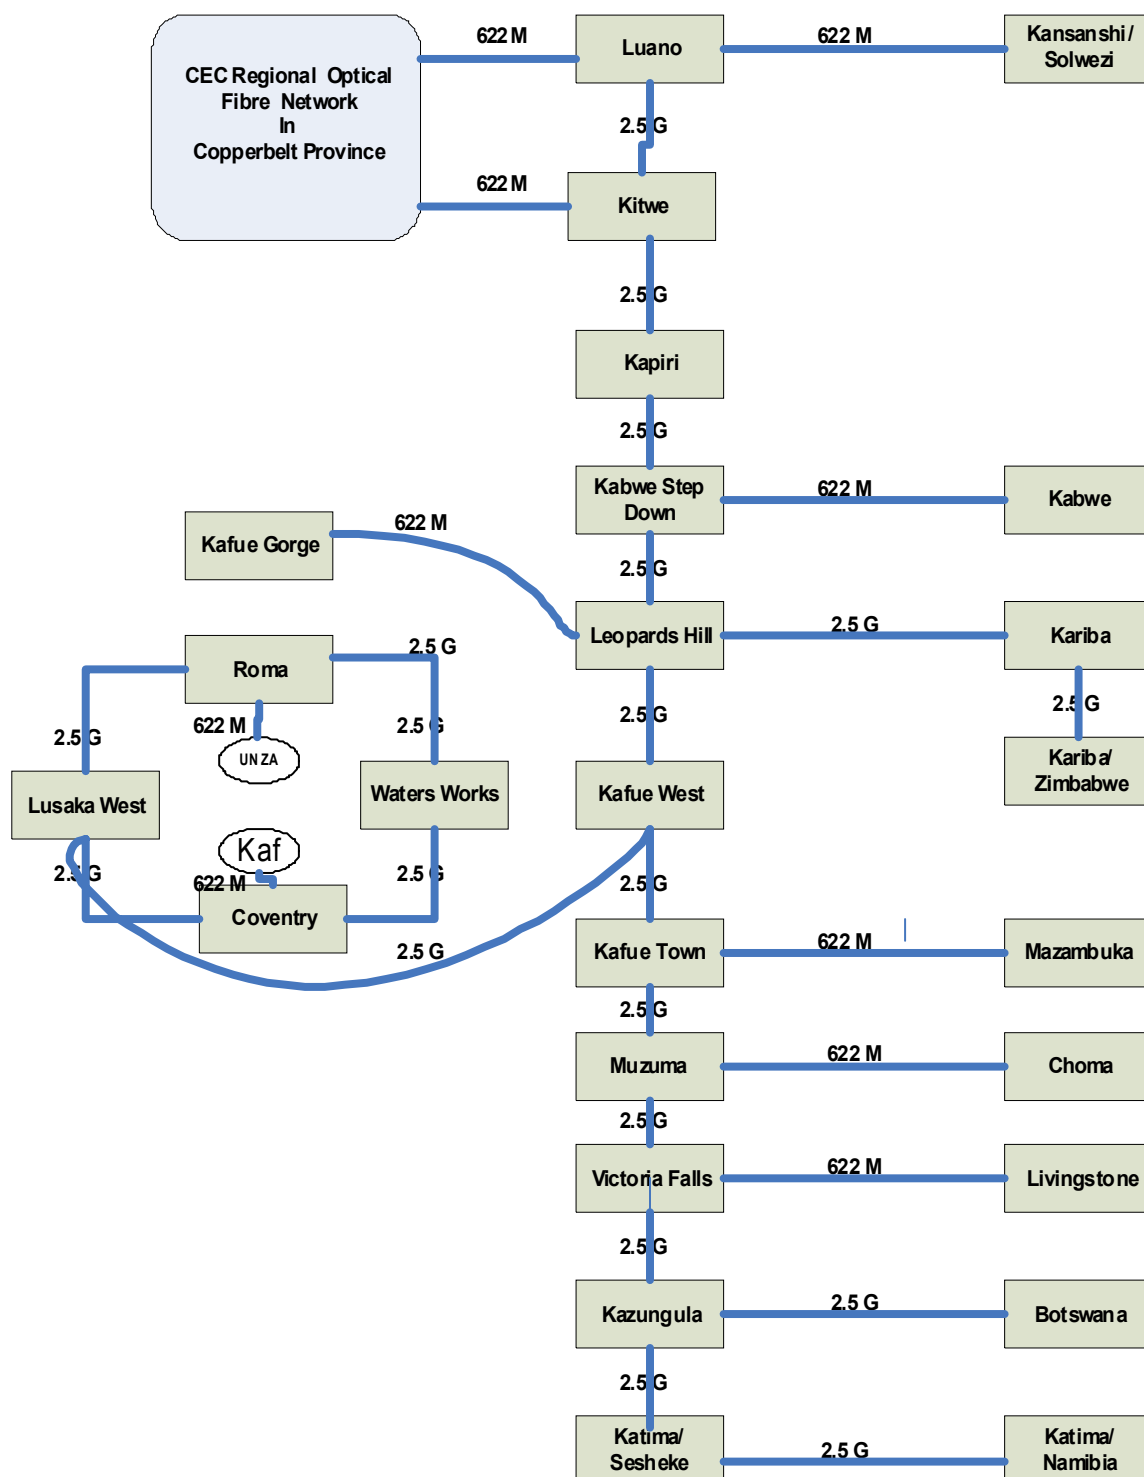 622 M
Luano
622 M
Kansanshi/
Solwezi
CEC Regional Optical
Fibre Network
In
Copperbelt Province
2.5 G
622 M
Kitwe
2.5 G
Kapiri
2.5 G
Kabwe Step
Down
622 M
Kabwe
Kafue Gorge
622 M
2.5 G
Leopards Hill
2.5 G
Kariba
Roma
2.5 G
622 M
2.5 G
2.5 G
2.5 G
2.5 G
UNZA
Kariba/
Zimbabwe
Lusaka West
Waters Works
Kafue West
Kaf
2.5 G
622 M
2.5 G
2.5 G
Coventry
2.5 G
Kafue Town
622 M
Mazambuka
2.5 G
Muzuma
622 M
Choma
2.5 G
Victoria Falls
622 M
Livingstone
2.5 G
Kazungula
2.5 G
Botswana
2.5 G
Katima/
Sesheke
2.5 G
Katima/
Namibia